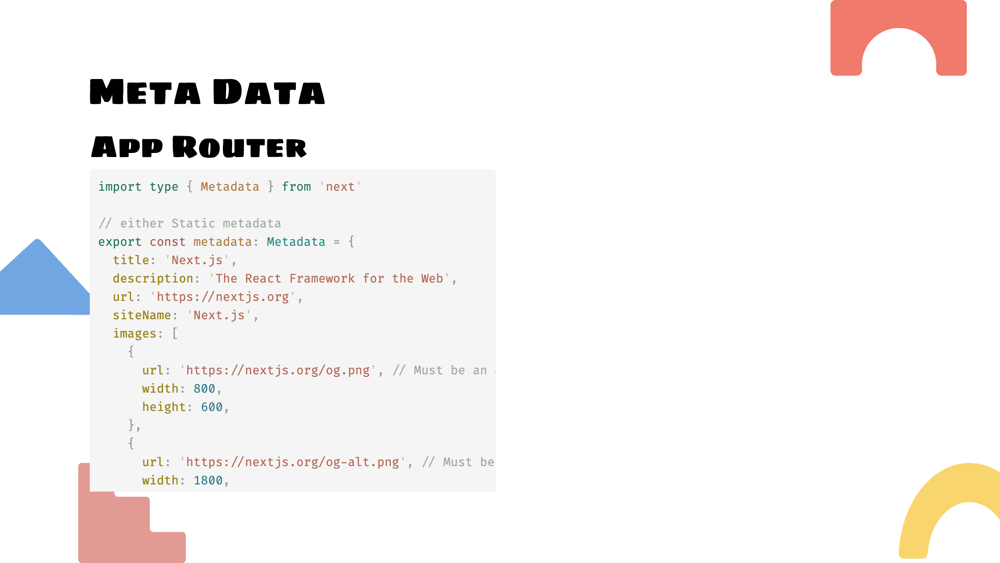 Meta Data
App Router
import type { Metadata } from 'next'

// either Static metadata
export const metadata: Metadata = {
  title: 'Next.js',
  description: 'The React Framework for the Web',
  url: 'https://nextjs.org',
  siteName: 'Next.js',
  images: [
    {
      url: 'https://nextjs.org/og.png', // Must be an
      width: 800,
      height: 600,
    },
    {
      url: 'https://nextjs.org/og-alt.png', // Must be
      width: 1800,